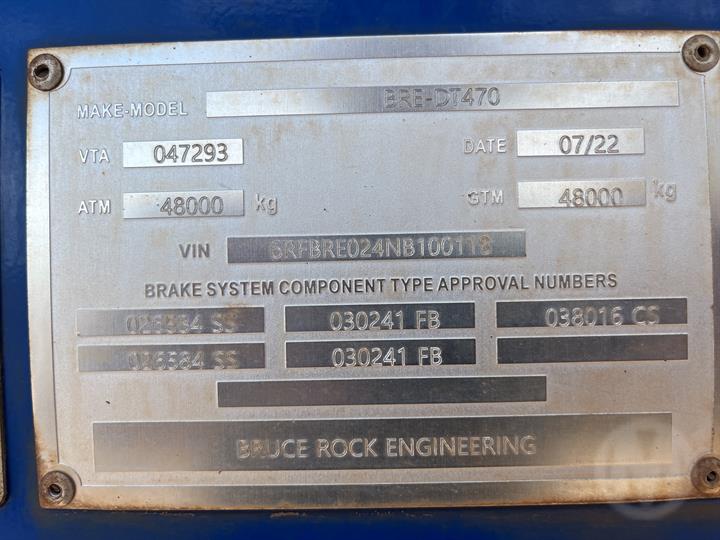 MAKE-MODEL BRE-DT470
VTA 047293 DATE 07/22
ATM 48000 kg GTM 48000 kg
VIN 6RFBRE024NB100118
BRAKE SYSTEM COMPONENT TYPE APPROVAL NUMBERS
030241 FB 038016 CS
030241 FB
BRUCE ROCK ENGINEERING